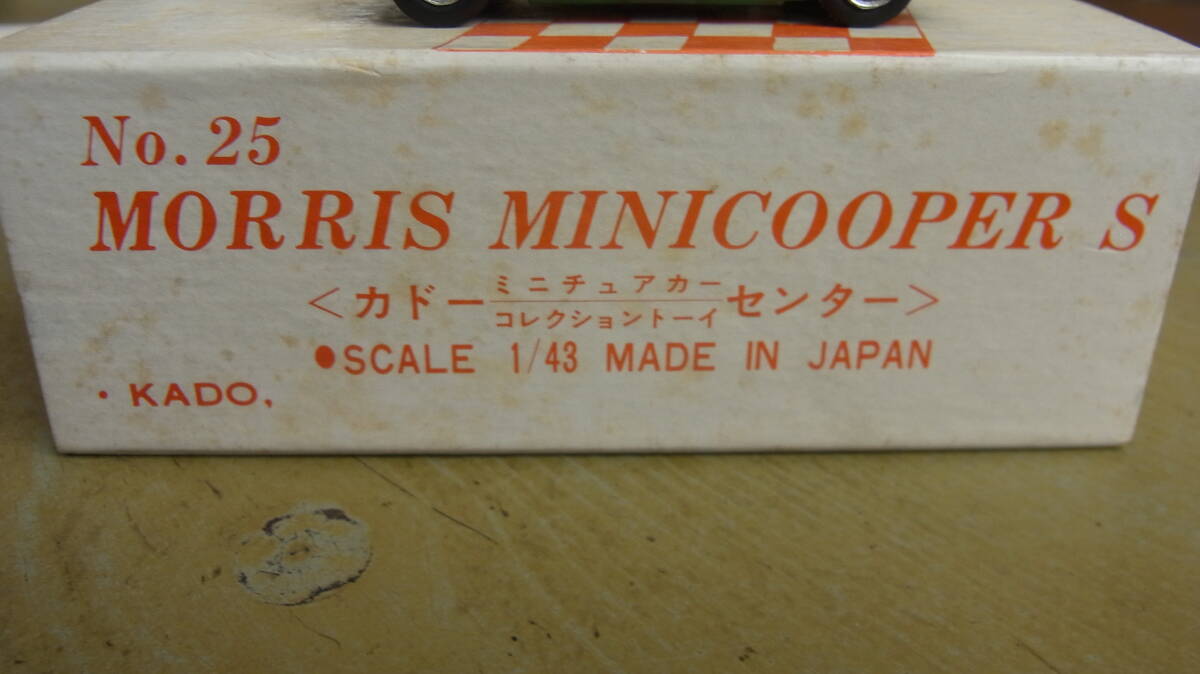 No. 25
MORRIS MINICOOPER S
<カドー ミニチュアカー センター>
コレクショントーイ
●SCALE 1/43 MADE IN JAPAN
・KADO,